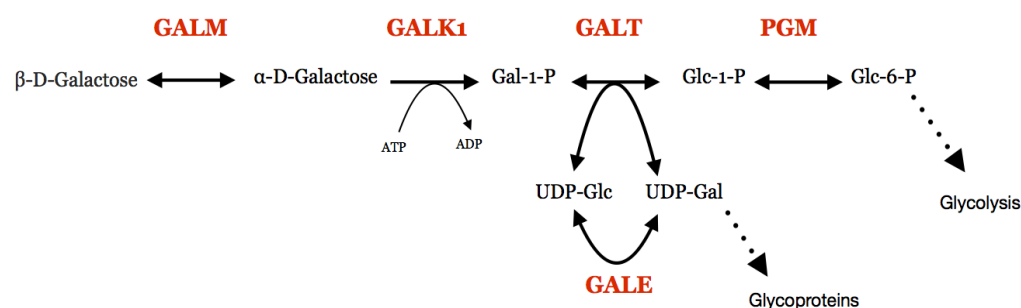 GALM GALK1 GALT PGM
β-D-Galactose α-D-Galactose Gal-1-P Glc-1-P Glc-6-P
ATP ADP
UDP-Glc UDP-Gal
Glycolysis
GALE
Glycoproteins